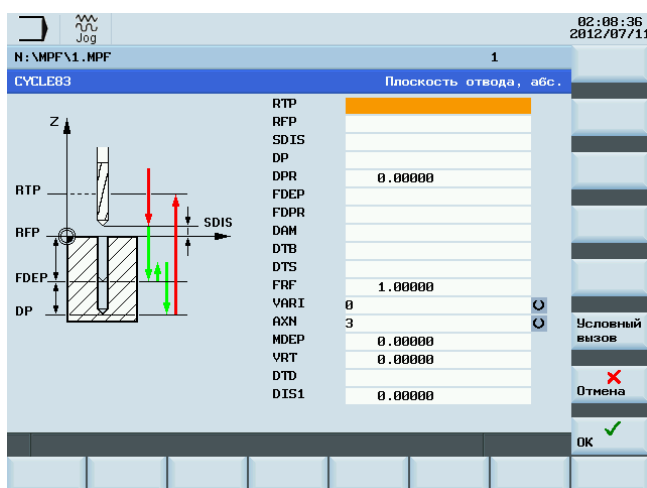 Jog
02:08:36
2012/07/11
N:\MPF\1.MPF
1
CYCLE83
Плоскость отвода, абс.
Z
RTP
RFP
SDIS
FDEP
DP
RTP
RFP
SDIS
DP
DPR 0.00000
FDEP
FDPR
DAM
DTB
DTS
FRF 1.00000
VARI 0
AXN 3
MDEP 0.00000
VRT 0.00000
DTD
DIS1 0.00000
Условный
вызов
Отмена
OK